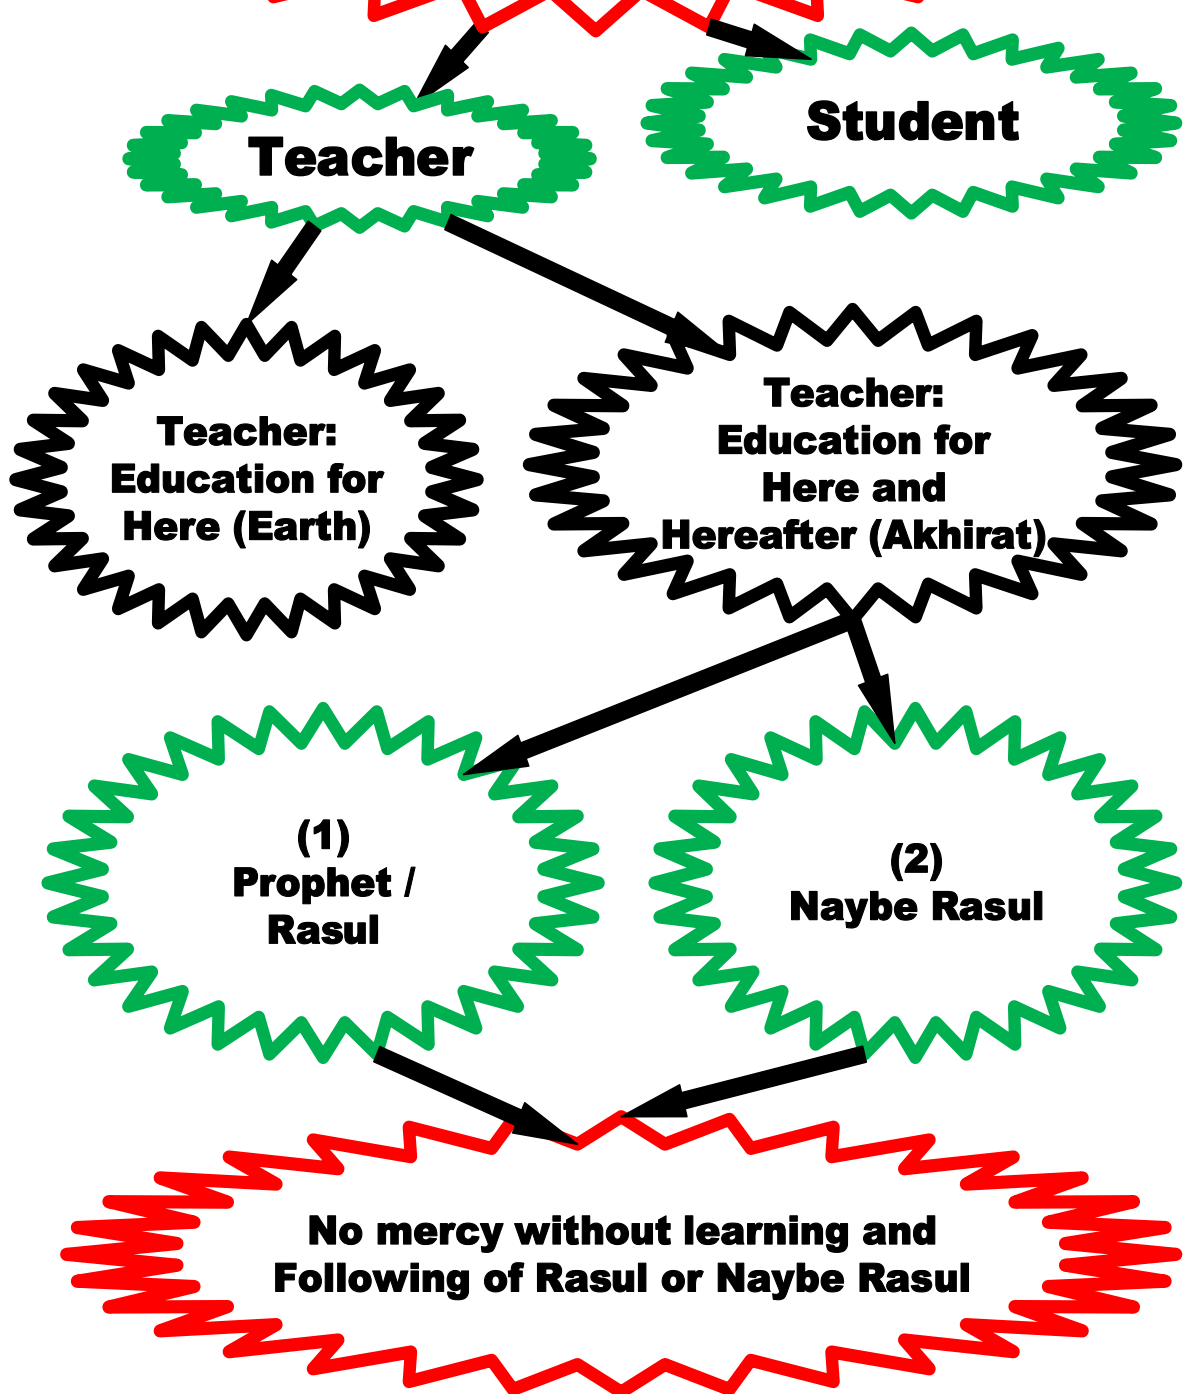 Student
Teacher
Teacher:
Education for
Here (Earth)
Teacher:
Education for
Here and
Hereafter (Akhirat)
(1)
Prophet /
Rasul
(2)
Naybe Rasul
No mercy without learning and
Following of Rasul or Naybe Rasul